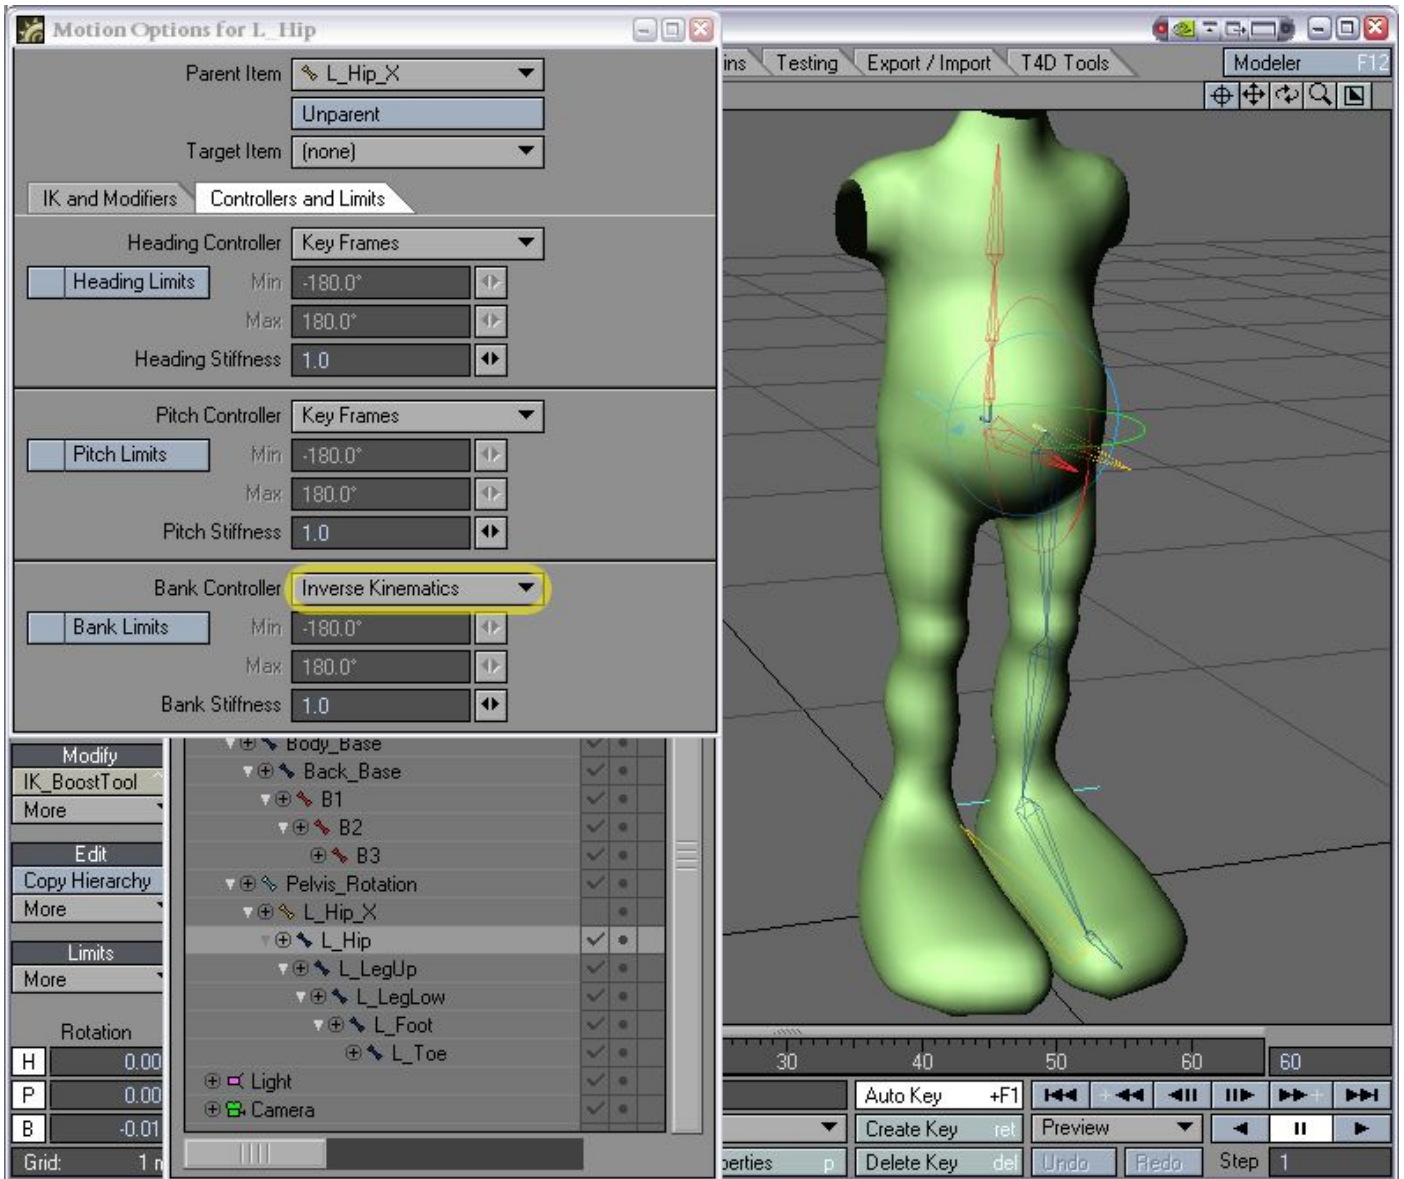 Motion Options for L_Hip
Parent Item L_Hip_X
Unparent
Target Item (none)
IK and Modifiers Controllers and Limits
Heading Controller Key Frames
Heading Limits Min -180.0°
Max 180.0°
Heading Stiffness 1.0
Pitch Controller Key Frames
Pitch Limits Min -180.0°
Max 180.0°
Pitch Stiffness 1.0
Bank Controller Inverse Kinematics
Bank Limits Min -180.0°
Max 180.0°
Bank Stiffness 1.0
ins Testing Export / Import T4D Tools Modeler F12
Modify
IK_BoostTool
More
Edit
Copy Hierarchy
More
Limits
More
Rotation
H 0.00
P 0.00
B -0.01
Grid: 1 m
Body_Base
Back_Base
B1
B2
B3
Pelvis_Rotation
L_Hip_X
L_Hip
L_LegUp
L_LegLow
L_Foot
L_Toe
Light
Camera
30 40 50 60 60
Auto Key +F1
Create Key ret Preview
perties p Delete Key del Undo Redo Step 1